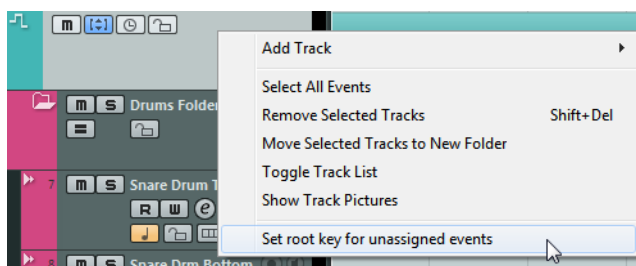 m
Add Track
Select All Events
m S Drums Folder
Remove Selected Tracks Shift+Del
Move Selected Tracks to New Folder
Toggle Track List
7 m S Snare Drum T
Show Track Pictures
R W e
Set root key for unassigned events
8 m S Snare Drm Bottom